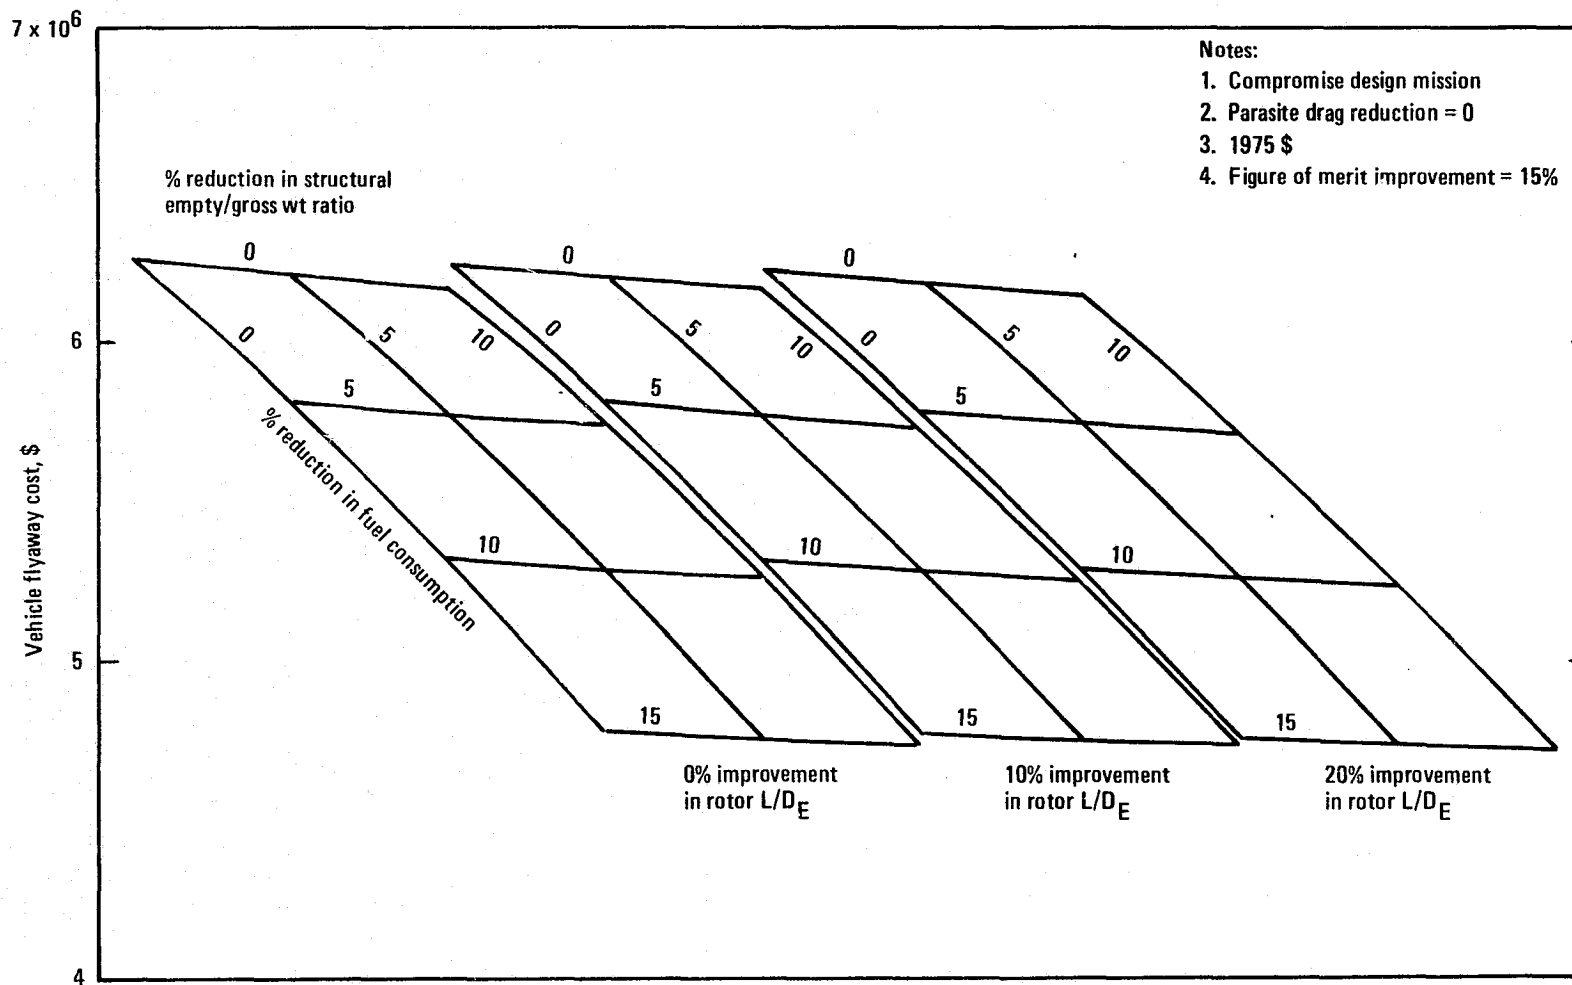 7 x 10^6
Notes:
1. Compromise design mission
2. Parasite drag reduction = 0
3. 1975 $
4. Figure of merit improvement = 15%
% reduction in structural
empty/gross wt ratio
0
0
0
0
5
10
0
5
10
0
5
10
6
5
5
5
% reduction in fuel consumption
Vehicle flyaway cost, $
10
10
10
5
15
15
15
0% improvement
in rotor L/D_E
10% improvement
in rotor L/D_E
20% improvement
in rotor L/D_E
4